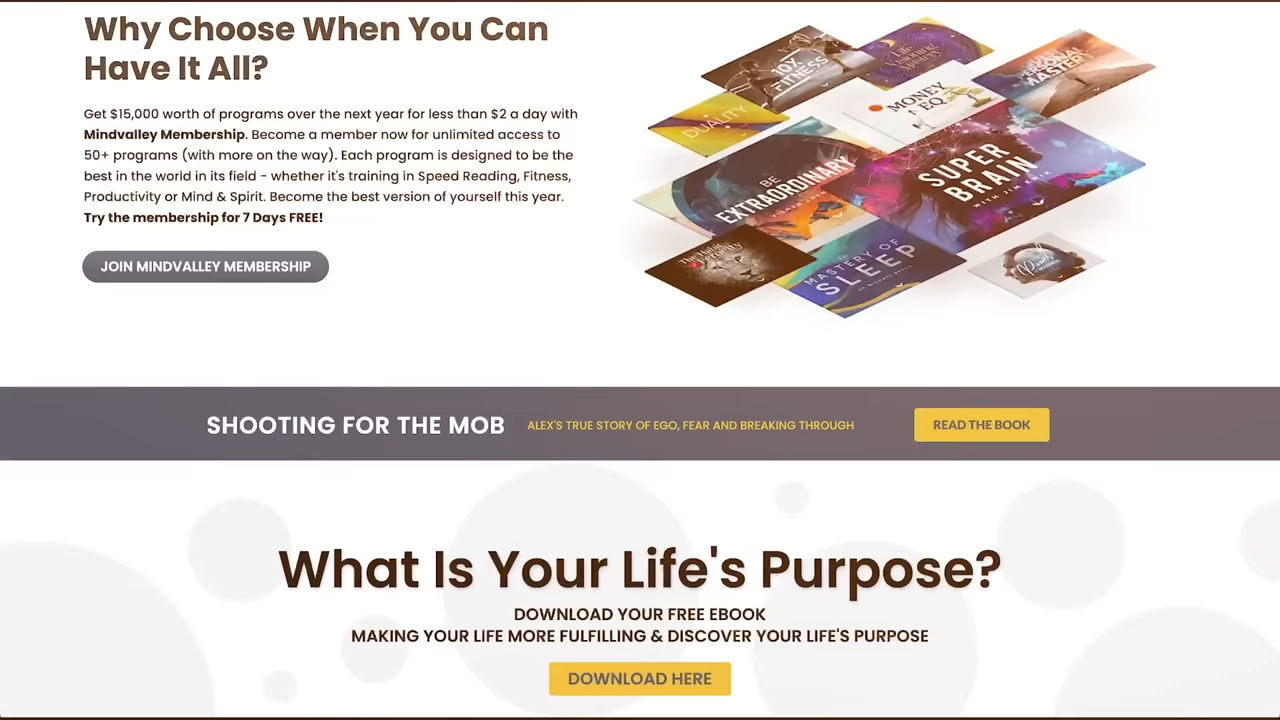 Why Choose When You Can
Have It All?
Get $15,000 worth of programs over the next year for less than $2 a day with
Mindvalley Membership. Become a member now for unlimited access to
50+ programs (with more on the way). Each program is designed to be the
best in the world in its field - whether it's training in Speed Reading, Fitness,
Productivity or Mind & Spirit. Become the best version of yourself this year.
Try the membership for 7 Days FREE!
JOIN MINDVALLEY MEMBERSHIP
10X
FITNESS
PERSONAL
MASTERY
MONEY
EQ
DUALITY
BE
EXTRAORDINARY
SUPER
BRAIN
WITH JIM KWIK
MASTERY OF
SLEEP
SHOOTING FOR THE MOB
ALEX'S TRUE STORY OF EGO, FEAR AND BREAKING THROUGH
READ THE BOOK
What Is Your Life's Purpose?
DOWNLOAD YOUR FREE EBOOK
MAKING YOUR LIFE MORE FULFILLING & DISCOVER YOUR LIFE'S PURPOSE
DOWNLOAD HERE